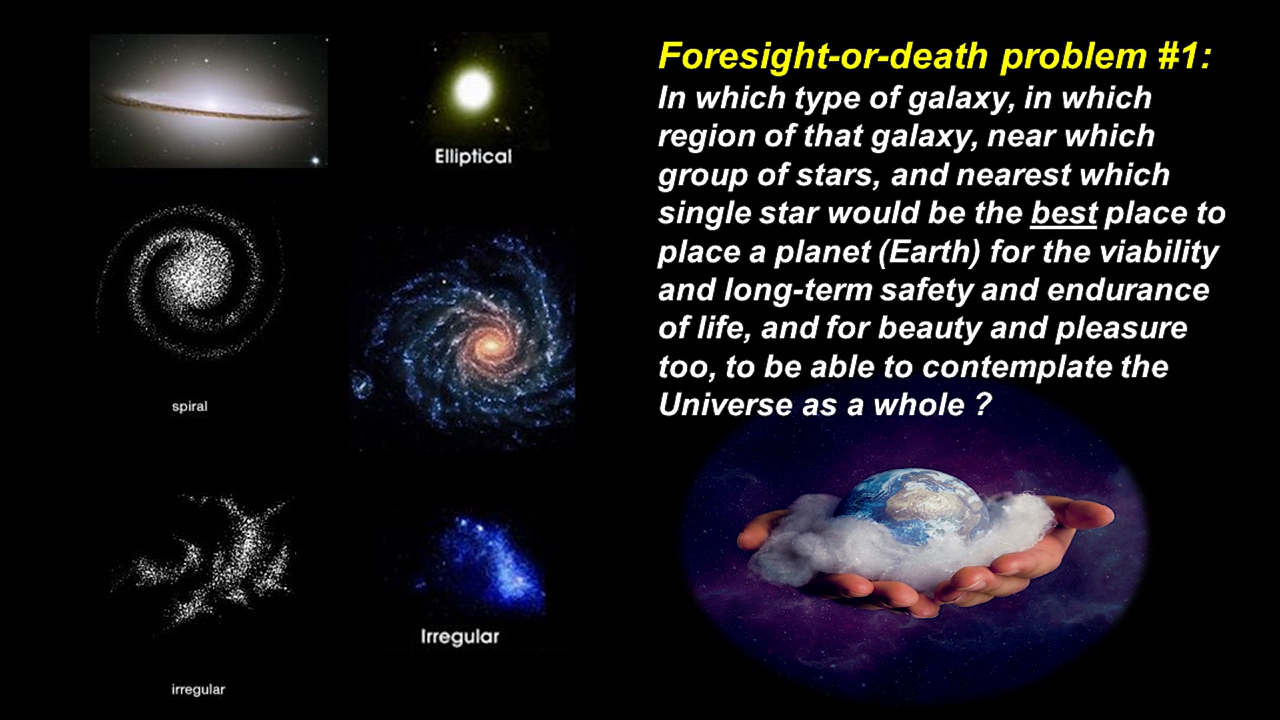 Foresight-or-death problem #1:
In which type of galaxy, in which
region of that galaxy, near which
group of stars, and nearest which
single star would be the best place to
place a planet (Earth) for the viability
and long-term safety and endurance
of life, and for beauty and pleasure
too, to be able to contemplate the
Universe as a whole ?
Elliptical
spiral
Irregular
irregular